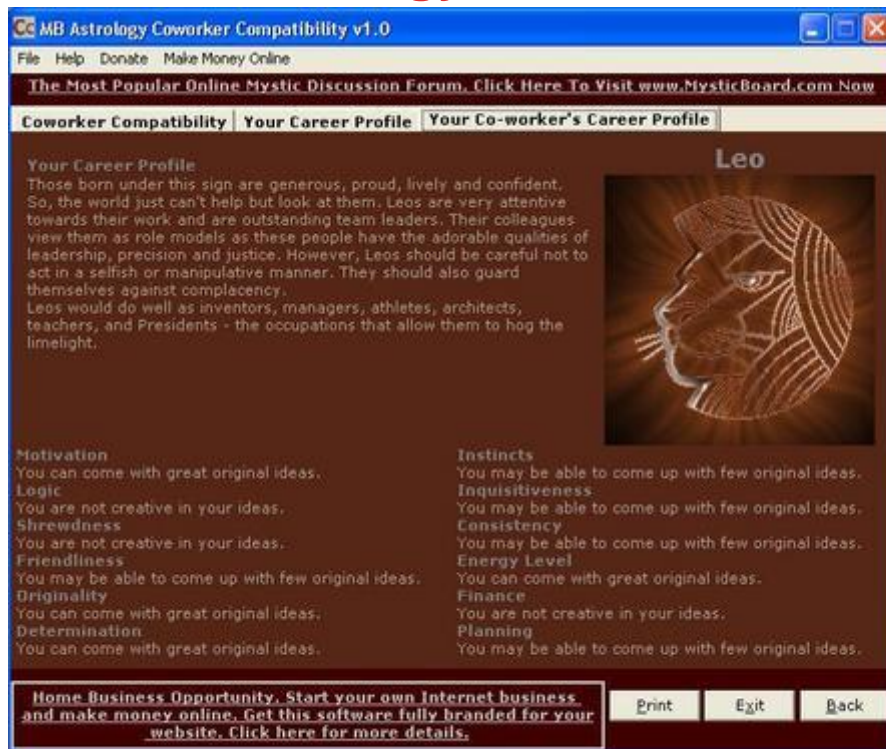 MB Astrology Coworker Compatibility v1.0
File Help Donate Make Money Online
The Most Popular Online Mystic Discussion Forum. Click Here To Visit www.MysticBoard.com Now
Coworker Compatibility Your Career Profile Your Co-worker's Career Profile
Your Career Profile
Those born under this sign are generous, proud, lively and confident.
So, the world just can't help but look at them. Leos are very attentive
towards their work and are outstanding team leaders. Their colleagues
view them as role models as these people have the adorable qualities of
leadership, precision and justice. However, Leos should be careful not to
act in a selfish or manipulative manner. They should also guard
themselves against complacency.
Leos would do well as inventors, managers, athletes, architects,
teachers, and Presidents - the occupations that allow them to hog the
limelight.
Leo
Motivation
You can come with great original ideas.
Logic
You are not creative in your ideas.
Shrewdness
You are not creative in your ideas.
Friendliness
You may be able to come up with few original ideas.
Originality
You can come with great original ideas.
Determination
You can come with great original ideas.
Instincts
You may be able to come up with few original ideas.
Inquisitiveness
You may be able to come up with few original ideas.
Consistency
You may be able to come up with few original ideas.
Energy Level
You can come with great original ideas.
Finance
You are not creative in your ideas.
Planning
You may be able to come up with few original ideas.
Home Business Opportunity. Start your own Internet business
and make money online. Get this software fully branded for your
website. Click here for more details.
Print Exit Back